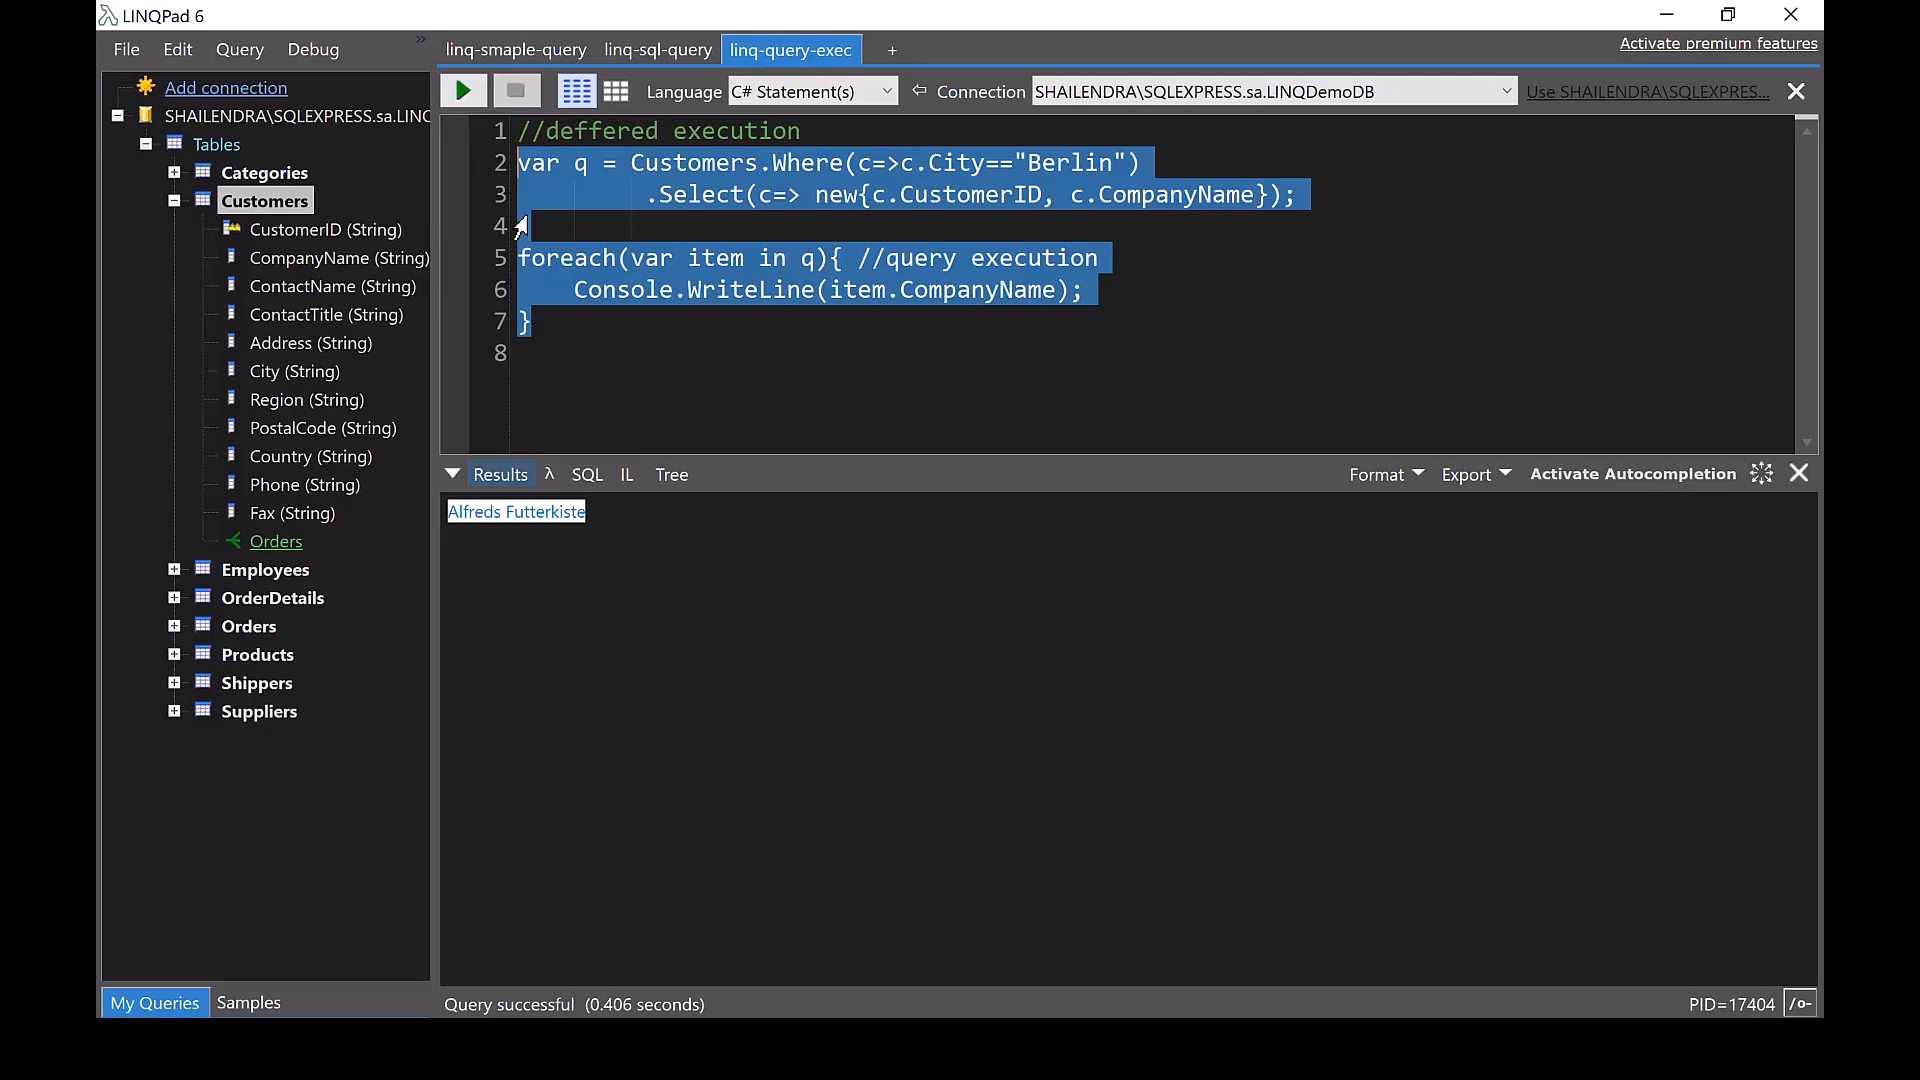 LINQPad 6
File Edit Query Debug »
linq-smaple-query linq-sql-query linq-query-exec +
Activate premium features
Add connection
SHAILENDRA\SQLEXPRESS.sa.LINQ
Tables
Categories
Customers
CustomerID (String)
CompanyName (String)
ContactName (String)
ContactTitle (String)
Address (String)
City (String)
Region (String)
PostalCode (String)
Country (String)
Phone (String)
Fax (String)
Orders
Employees
OrderDetails
Orders
Products
Shippers
Suppliers
My Queries Samples
Language C# Statement(s) Connection SHAILENDRA\SQLEXPRESS.sa.LINQDemoDB Use SHAILENDRA\SQLEXPRES...
1 //deffered execution
2 var q = Customers.Where(c=>c.City=="Berlin")
3 .Select(c=> new{c.CustomerID, c.CompanyName});
4
5 foreach(var item in q){ //query execution
6 Console.WriteLine(item.CompanyName);
7 }
8
Results λ SQL IL Tree Format Export Activate Autocompletion
Alfreds Futterkiste
Query successful (0.406 seconds) PID=17404 /o-